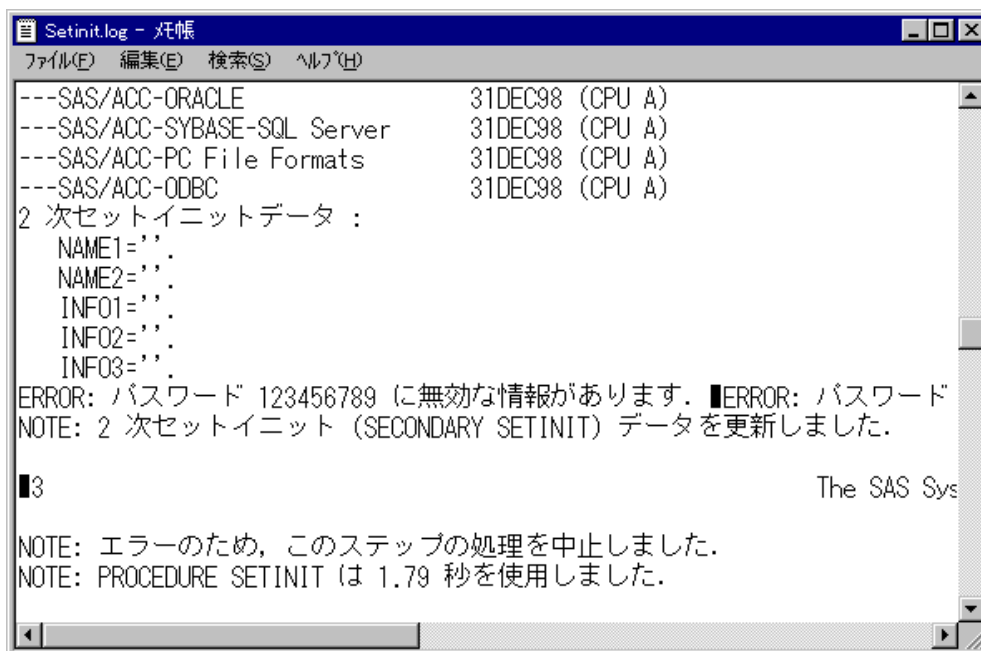 Setinit.log - メモ帳
ファイル(F) 編集(E) 検索(S) ヘルプ(H)
---SAS/ACC-ORACLE 31DEC98 (CPU A)
---SAS/ACC-SYBASE-SQL Server 31DEC98 (CPU A)
---SAS/ACC-PC File Formats 31DEC98 (CPU A)
---SAS/ACC-ODBC 31DEC98 (CPU A)
2 次セットイニットデータ :
NAME1=''.
NAME2=''.
INFO1=''.
INFO2=''.
INFO3=''.
ERROR: パスワード 123456789 に無効な情報があります. ■ERROR: パスワード
NOTE: 2 次セットイニット (SECONDARY SETINIT) データを更新しました.
■3 The SAS Sys
NOTE: エラーのため, このステップの処理を中止しました.
NOTE: PROCEDURE SETINIT は 1.79 秒を使用しました.